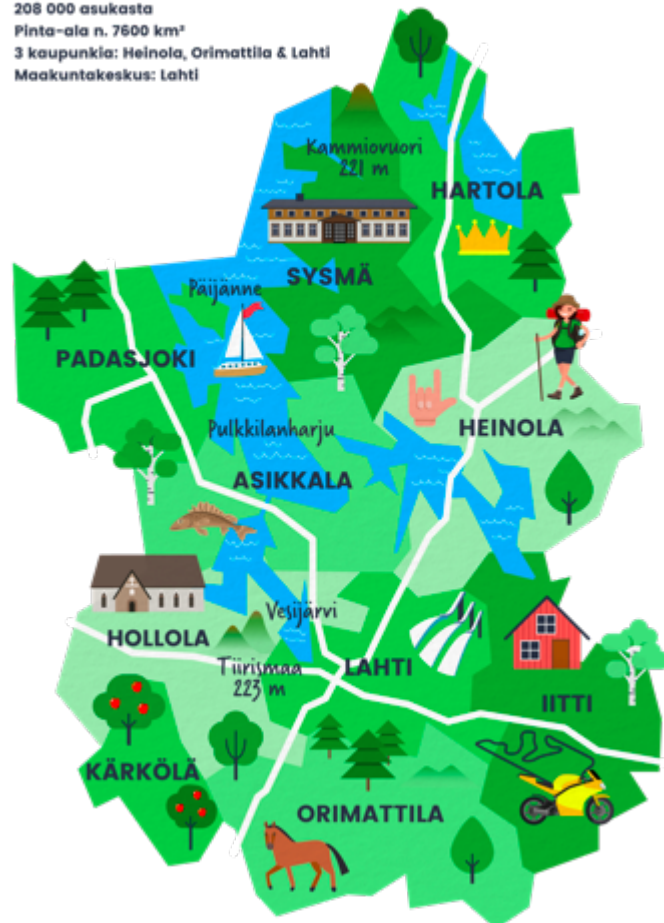 208 000 asukasta
Pinta-ala n. 7600 km²
3 kaupunkia: Heinola, Orimattila & Lahti
Maakuntakeskus: Lahti
Kammiovuori
221 m
HARTOLA
SYSMÄ
Päijänne
PADASJOKI
Pulkkilanharju
HEINOLA
ASIKKALA
Vesijärvi
HOLLOLA
Tiirismaa
223 m
LAHTI
IITTI
KÄRKÖLÄ
ORIMATTILA